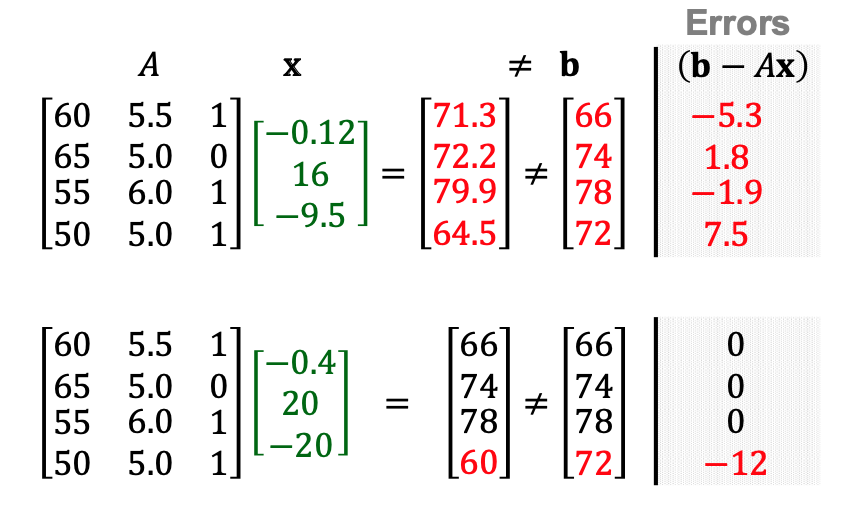 Errors
A x ≠ b (b − Ax)
60 5.5 1 71.3 66 −5.3
−0.12
65 5.0 0 72.2 74 1.8
16 = ≠
55 6.0 1 79.9 78 −1.9
−9.5
50 5.0 1 64.5 72 7.5
60 5.5 1 66 66 0
−0.4
65 5.0 0 74 74 0
20 = ≠
55 6.0 1 78 78 0
−20
50 5.0 1 60 72 −12